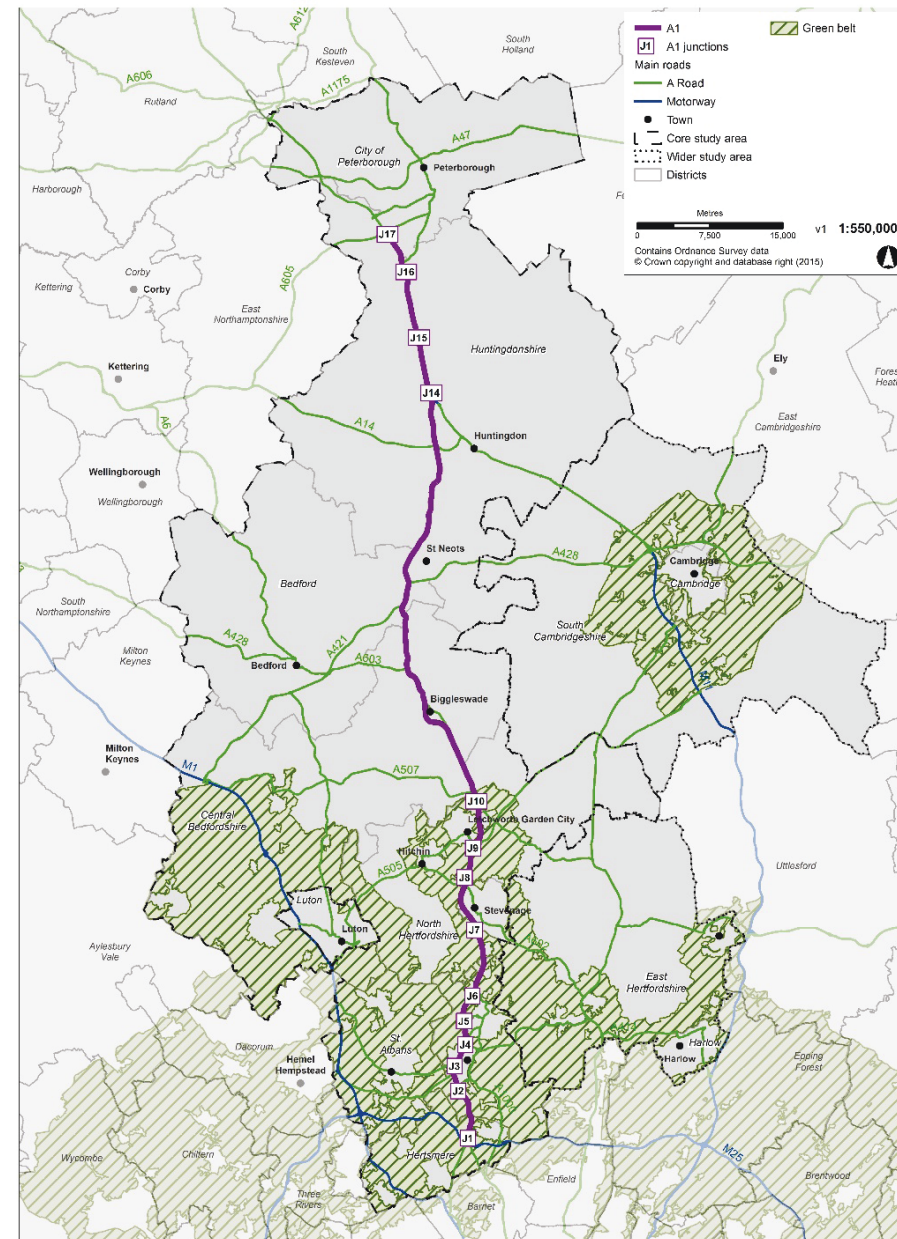 A1
Green belt
J1
A1 junctions
Main roads
A Road
Motorway
Town
Core study area
Wider study area
Districts
Metres
0
7,500
15,000
v1
1:550,000
Contains Ordnance Survey data
© Crown copyright and database right (2015)
A612
South
Kesteven
South
Holland
A606
Rutland
A1175
City of
Peterborough
A47
Peterborough
Harborough
J17
J16
A605
Corby
Corby
Kettering
East
Northamptonshire
J15
Huntingdonshire
Kettering
Ely
J14
East
Cambridgeshire
A14
A6
Huntingdon
Wellingborough
Wellingborough
St Neots
A428
Cambridge
Cambridge
Bedford
South
Northamptonshire
South
Cambridgeshire
A428
A421
A603
Milton
Keynes
Bedford
M11
Biggleswade
Milton
Keynes
M1
A507
J10
Central
Bedfordshire
Letchworth Garden City
J9
Hitchin
A505
J8
Uttlesford
Luton
Stevenage
North
Hertfordshire
J7
Luton
Aylesbury
Vale
East
Hertfordshire
J6
J5
J4
Dacorum
St.
Albans
Harlow
Harlow
Hemel
Hempstead
J3
Epping
Forest
J2
J1
Hertsmere
M25
Wycombe
Chiltern
Enfield
Brentwood
Three
Rivers
Barnet